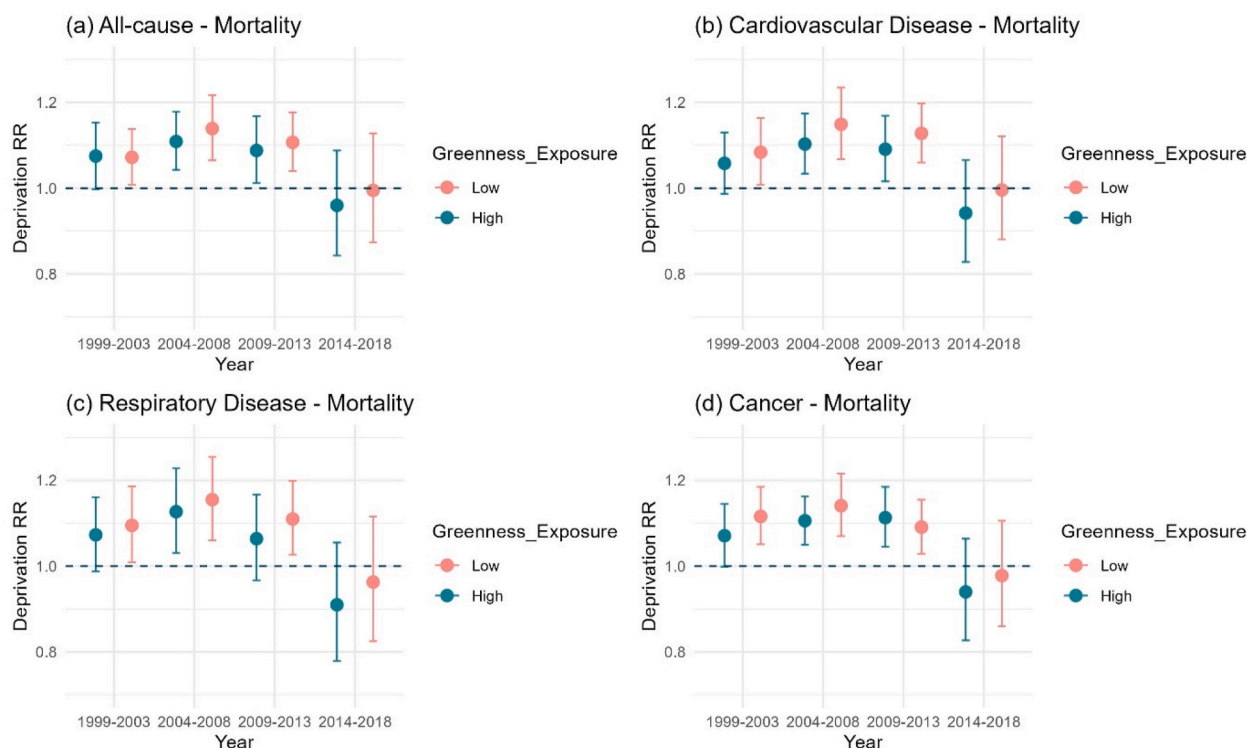 (a) All-cause - Mortality
1.2
1.0
0.8
Deprivation RR
1999-2003 2004-2008 2009-2013 2014-2018
Year
Greenness_Exposure
Low
High
(b) Cardiovascular Disease - Mortality
1.2
1.0
0.8
Deprivation RR
1999-2003 2004-2008 2009-2013 2014-2018
Year
Greenness_Exposure
Low
High
(c) Respiratory Disease - Mortality
1.2
1.0
0.8
Deprivation RR
1999-2003 2004-2008 2009-2013 2014-2018
Year
Greenness_Exposure
Low
High
(d) Cancer - Mortality
1.2
1.0
0.8
Deprivation RR
1999-2003 2004-2008 2009-2013 2014-2018
Year
Greenness_Exposure
Low
High